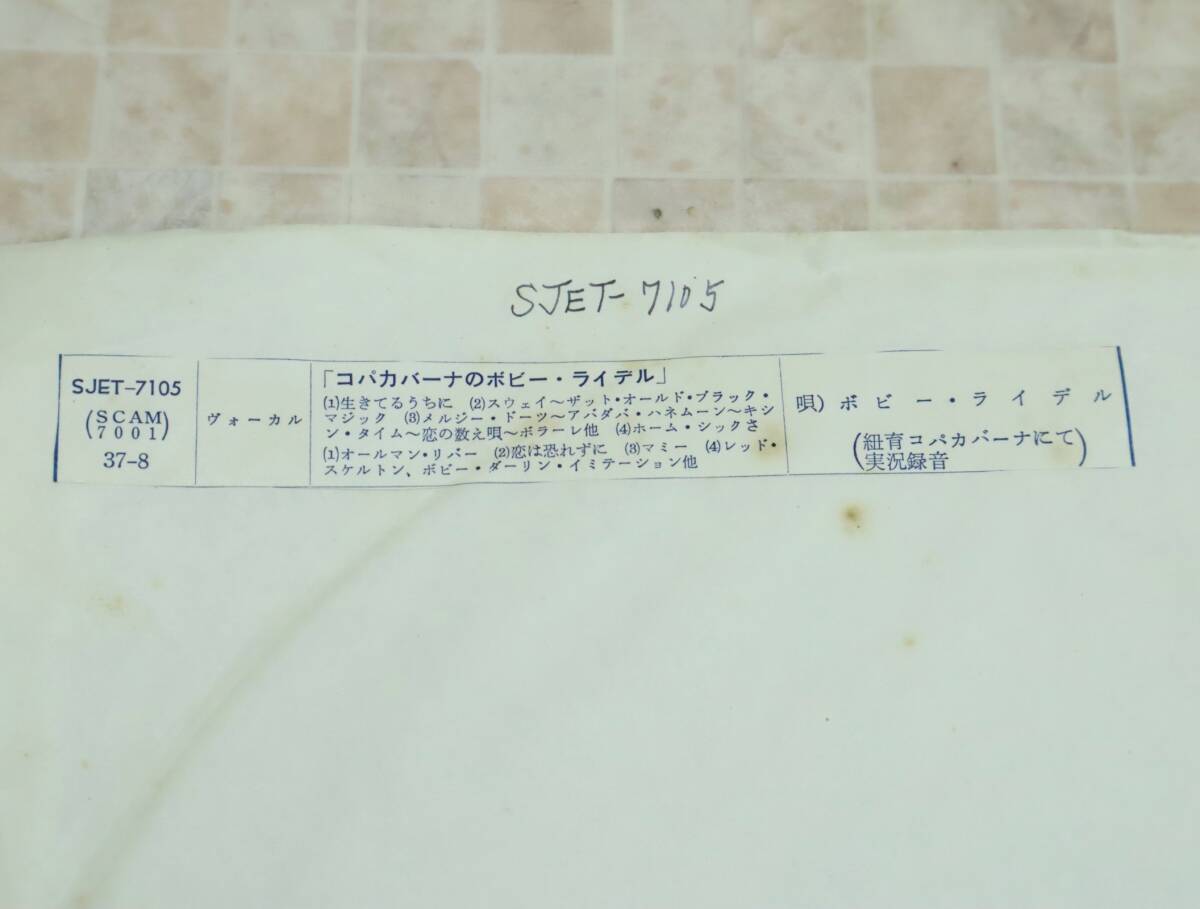 SJET-7105
SJET-7105
(SCAM
7001)
37-8
ヴォーカル
「コパカバーナのボビー・ライデル」
(1)生きてるうちに (2)スウェイ～ザット・オールド・ブラック・
マジック (3)メルジー・ドーツ～アバダバ・ハネムーン～キシ
ン・タイム～恋の数え唄～ボラーレ他 (4)ホーム・シックさ
(1)オールマン・リバー (2)恋は恐れずに (3)マミー (4)レッド・
スケルトン、ボビー・ダーリン・イミテーション他
唄) ボビー・ライデル
(紐育コパカバーナにて
実況録音)